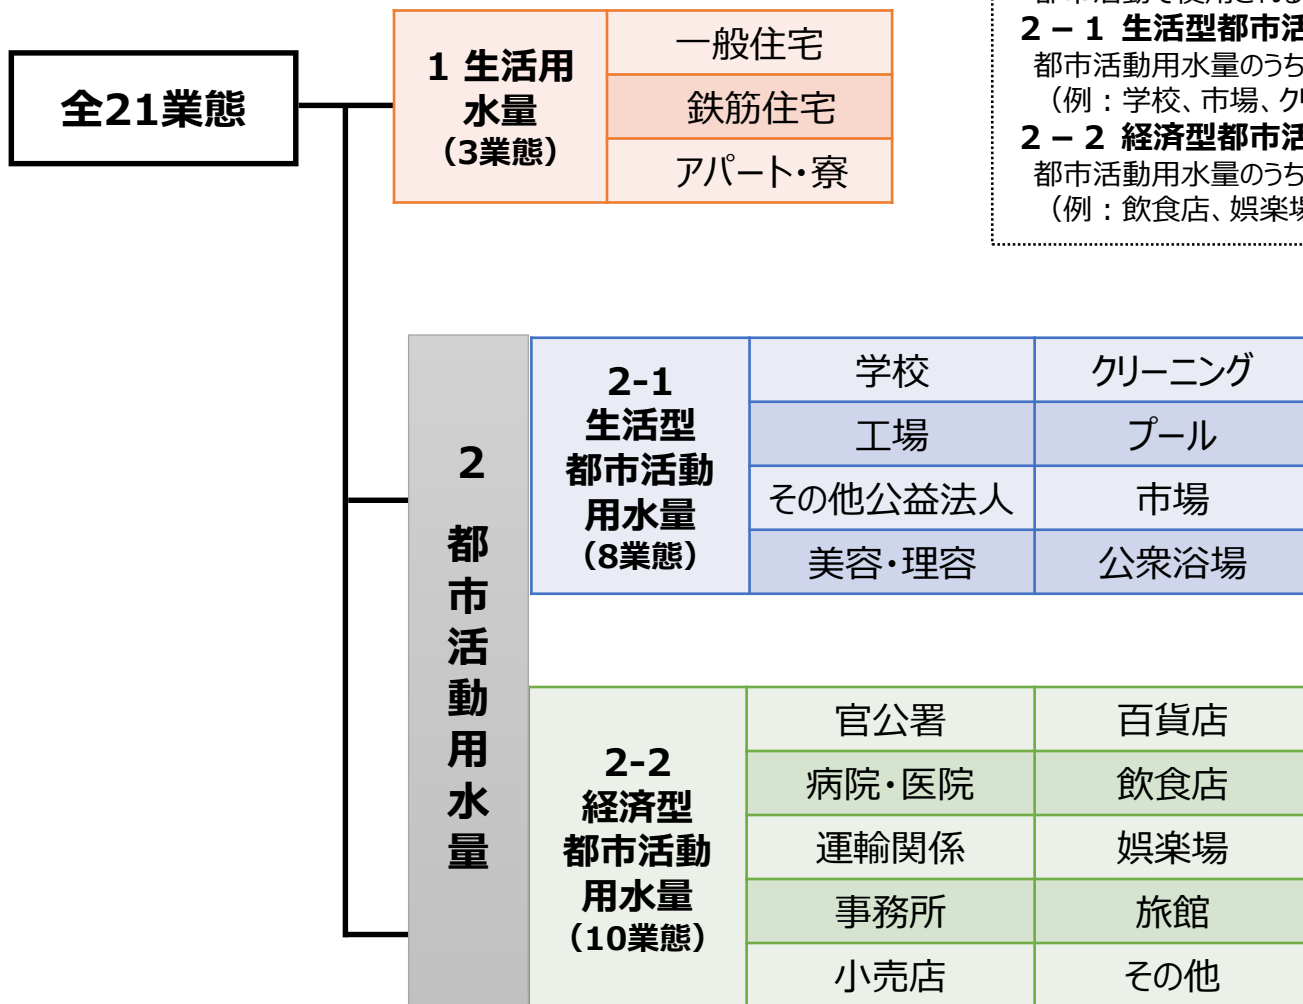 全21業態
1 生活用
水量
（3業態）
一般住宅
鉄筋住宅
アパート・寮
2－1 生活型都市活
都市活動用水量のうち
（例：学校、市場、クリ
2－2 経済型都市活
都市活動用水量のうち
（例：飲食店、娯楽場
2
都
市
活
動
用
水
量
2-1
生活型
都市活動
用水量
（8業態）
学校 クリーニング
工場 プール
その他公益法人 市場
美容・理容 公衆浴場
2-2
経済型
都市活動
用水量
（10業態）
官公署 百貨店
病院・医院 飲食店
運輸関係 娯楽場
事務所 旅館
小売店 その他